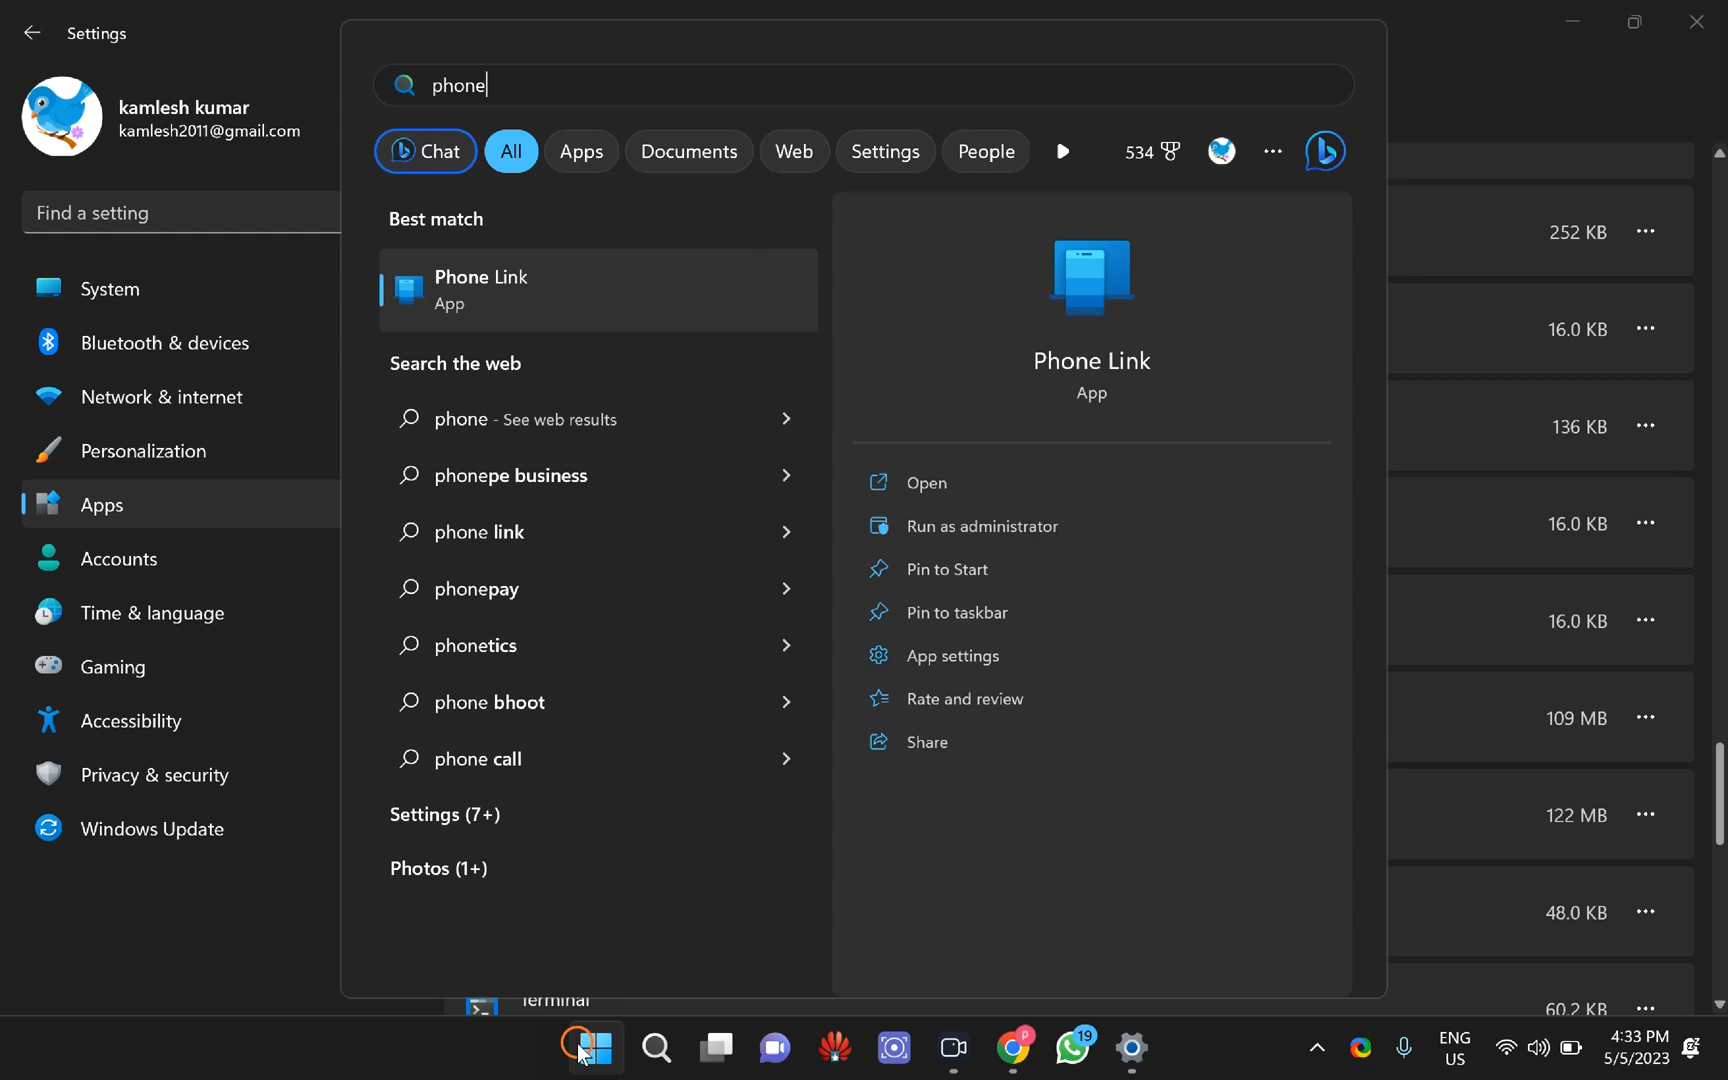 Settings
kamlesh kumar
kamlesh2011@gmail.com
Find a setting
System
Bluetooth & devices
Network & internet
Personalization
Apps
Accounts
Time & language
Gaming
Accessibility
Privacy & security
Windows Update
phone
Chat All Apps Documents Web Settings People 534
Best match
Phone Link
App
Search the web
phone - See web results
phonepe business
phone link
phonepay
phonetics
phone bhoot
phone call
Settings (7+)
Photos (1+)
Phone Link
App
Open
Run as administrator
Pin to Start
Pin to taskbar
App settings
Rate and review
Share
252 KB
16.0 KB
136 KB
16.0 KB
16.0 KB
109 MB
122 MB
48.0 KB
Terminal
60.2 KB
P
19
ENG
US
4:33 PM
5/5/2023